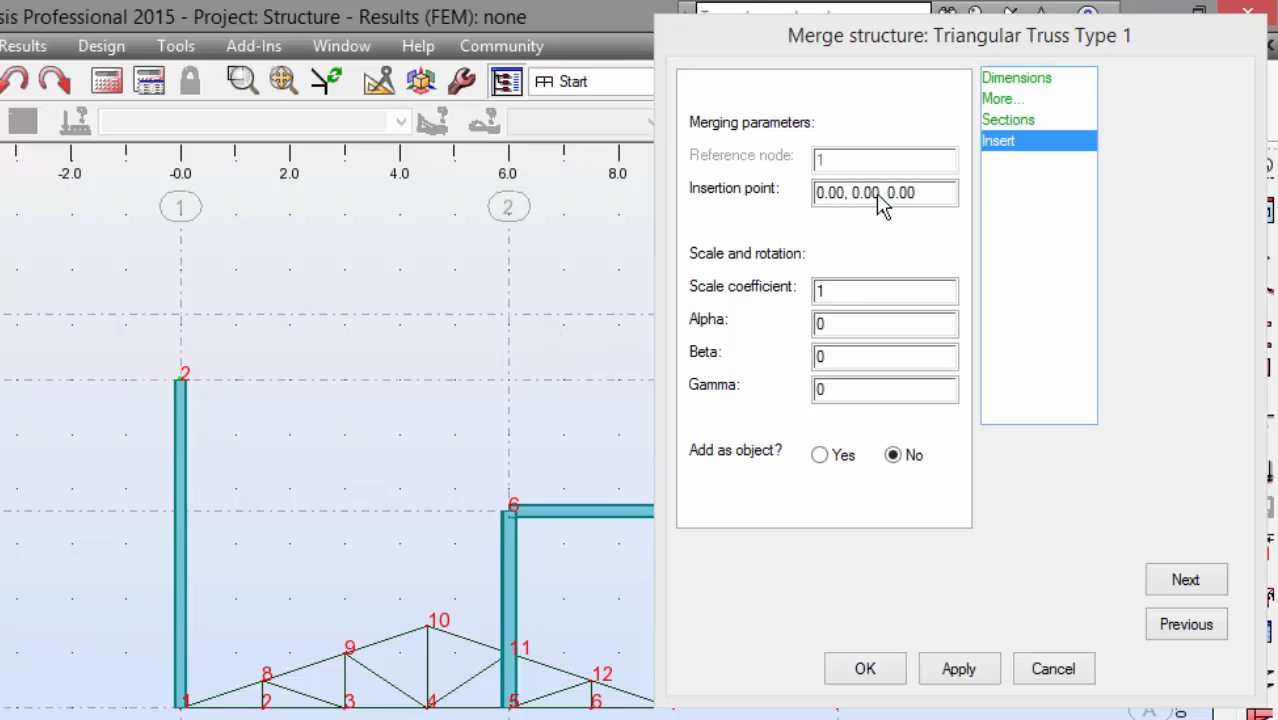 sis Professional 2015 - Project: Structure - Results (FEM): none
Results Design Tools Add-Ins Window Help Community
Start
-2.0 -0.0 2.0 4.0 6.0 8.0
1 2
2
6
10
9 11
8 12
1 2 3 4 5 6
Merge structure: Triangular Truss Type 1
Merging parameters:
Reference node: 1
Insertion point: 0.00, 0.00, 0.00
Scale and rotation:
Scale coefficient: 1
Alpha: 0
Beta: 0
Gamma: 0
Add as object? Yes No
Dimensions
More...
Sections
Insert
Next
Previous
OK Apply Cancel